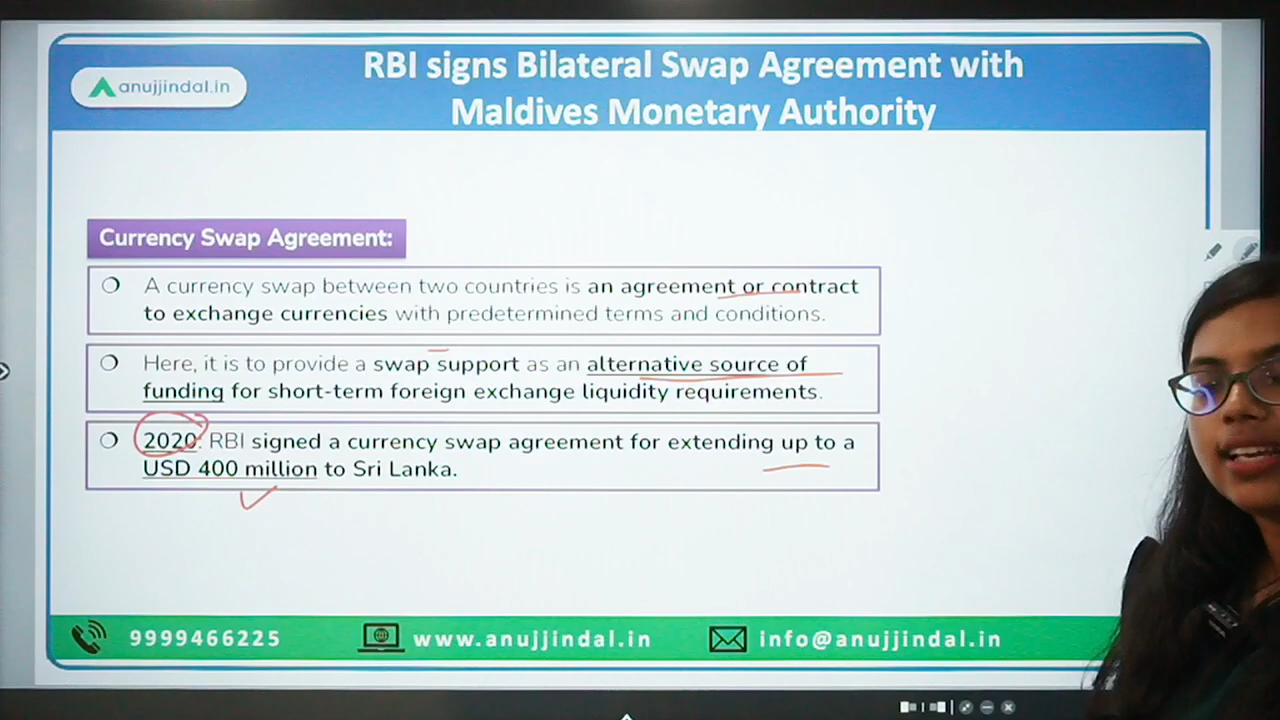 anujjindal.in
RBI signs Bilateral Swap Agreement with
Maldives Monetary Authority
Currency Swap Agreement:
A currency swap between two countries is an agreement or contract
to exchange currencies with predetermined terms and conditions.
Here, it is to provide a swap support as an alternative source of
funding for short-term foreign exchange liquidity requirements.
2020: RBI signed a currency swap agreement for extending up to a
USD 400 million to Sri Lanka.
9999466225
www.anujjindal.in
info@anujjindal.in